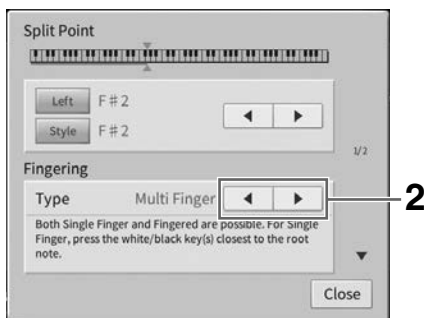 Split Point
Left F#2
Style F#2
1/2
Fingering
Type Multi Finger
2
Both Single Finger and Fingered are possible. For Single
Finger, press the white/black key(s) closest to the root
note.
Close